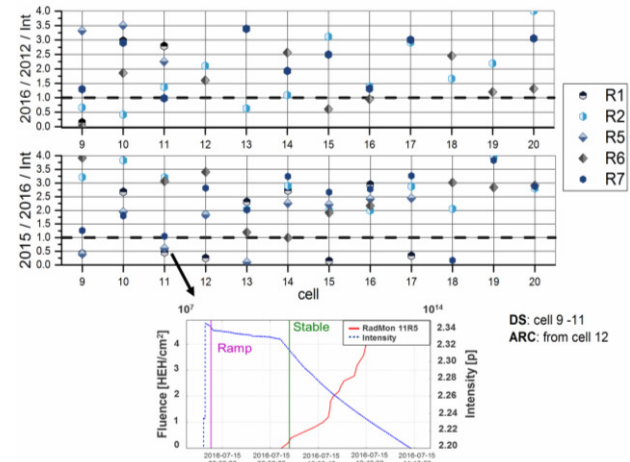 2016 / 2012 / Int
4.0
3.5
3.0
2.5
2.0
1.5
1.0
0.5
0.0
9 10 11 12 13 14 15 16 17 18 19 20
R1
R2
R5
R6
R7
2015 / 2016 / Int
4.0
3.5
3.0
2.5
2.0
1.5
1.0
0.5
0.0
9 10 11 12 13 14 15 16 17 18 19 20
cell
DS: cell 9 -11
ARC: from cell 12
10⁷
10¹⁴
Fluence [HEH/cm²]
4
3
2
1
0
Ramp
Stable
RadMon 11R5
Intensity
2.34
2.32
2.30
2.28
2.26
2.24
2.22
2.20
Intensity [p]
2016-07-15 2016-07-15 2016-07-15 2016-07-15 2016-07-15